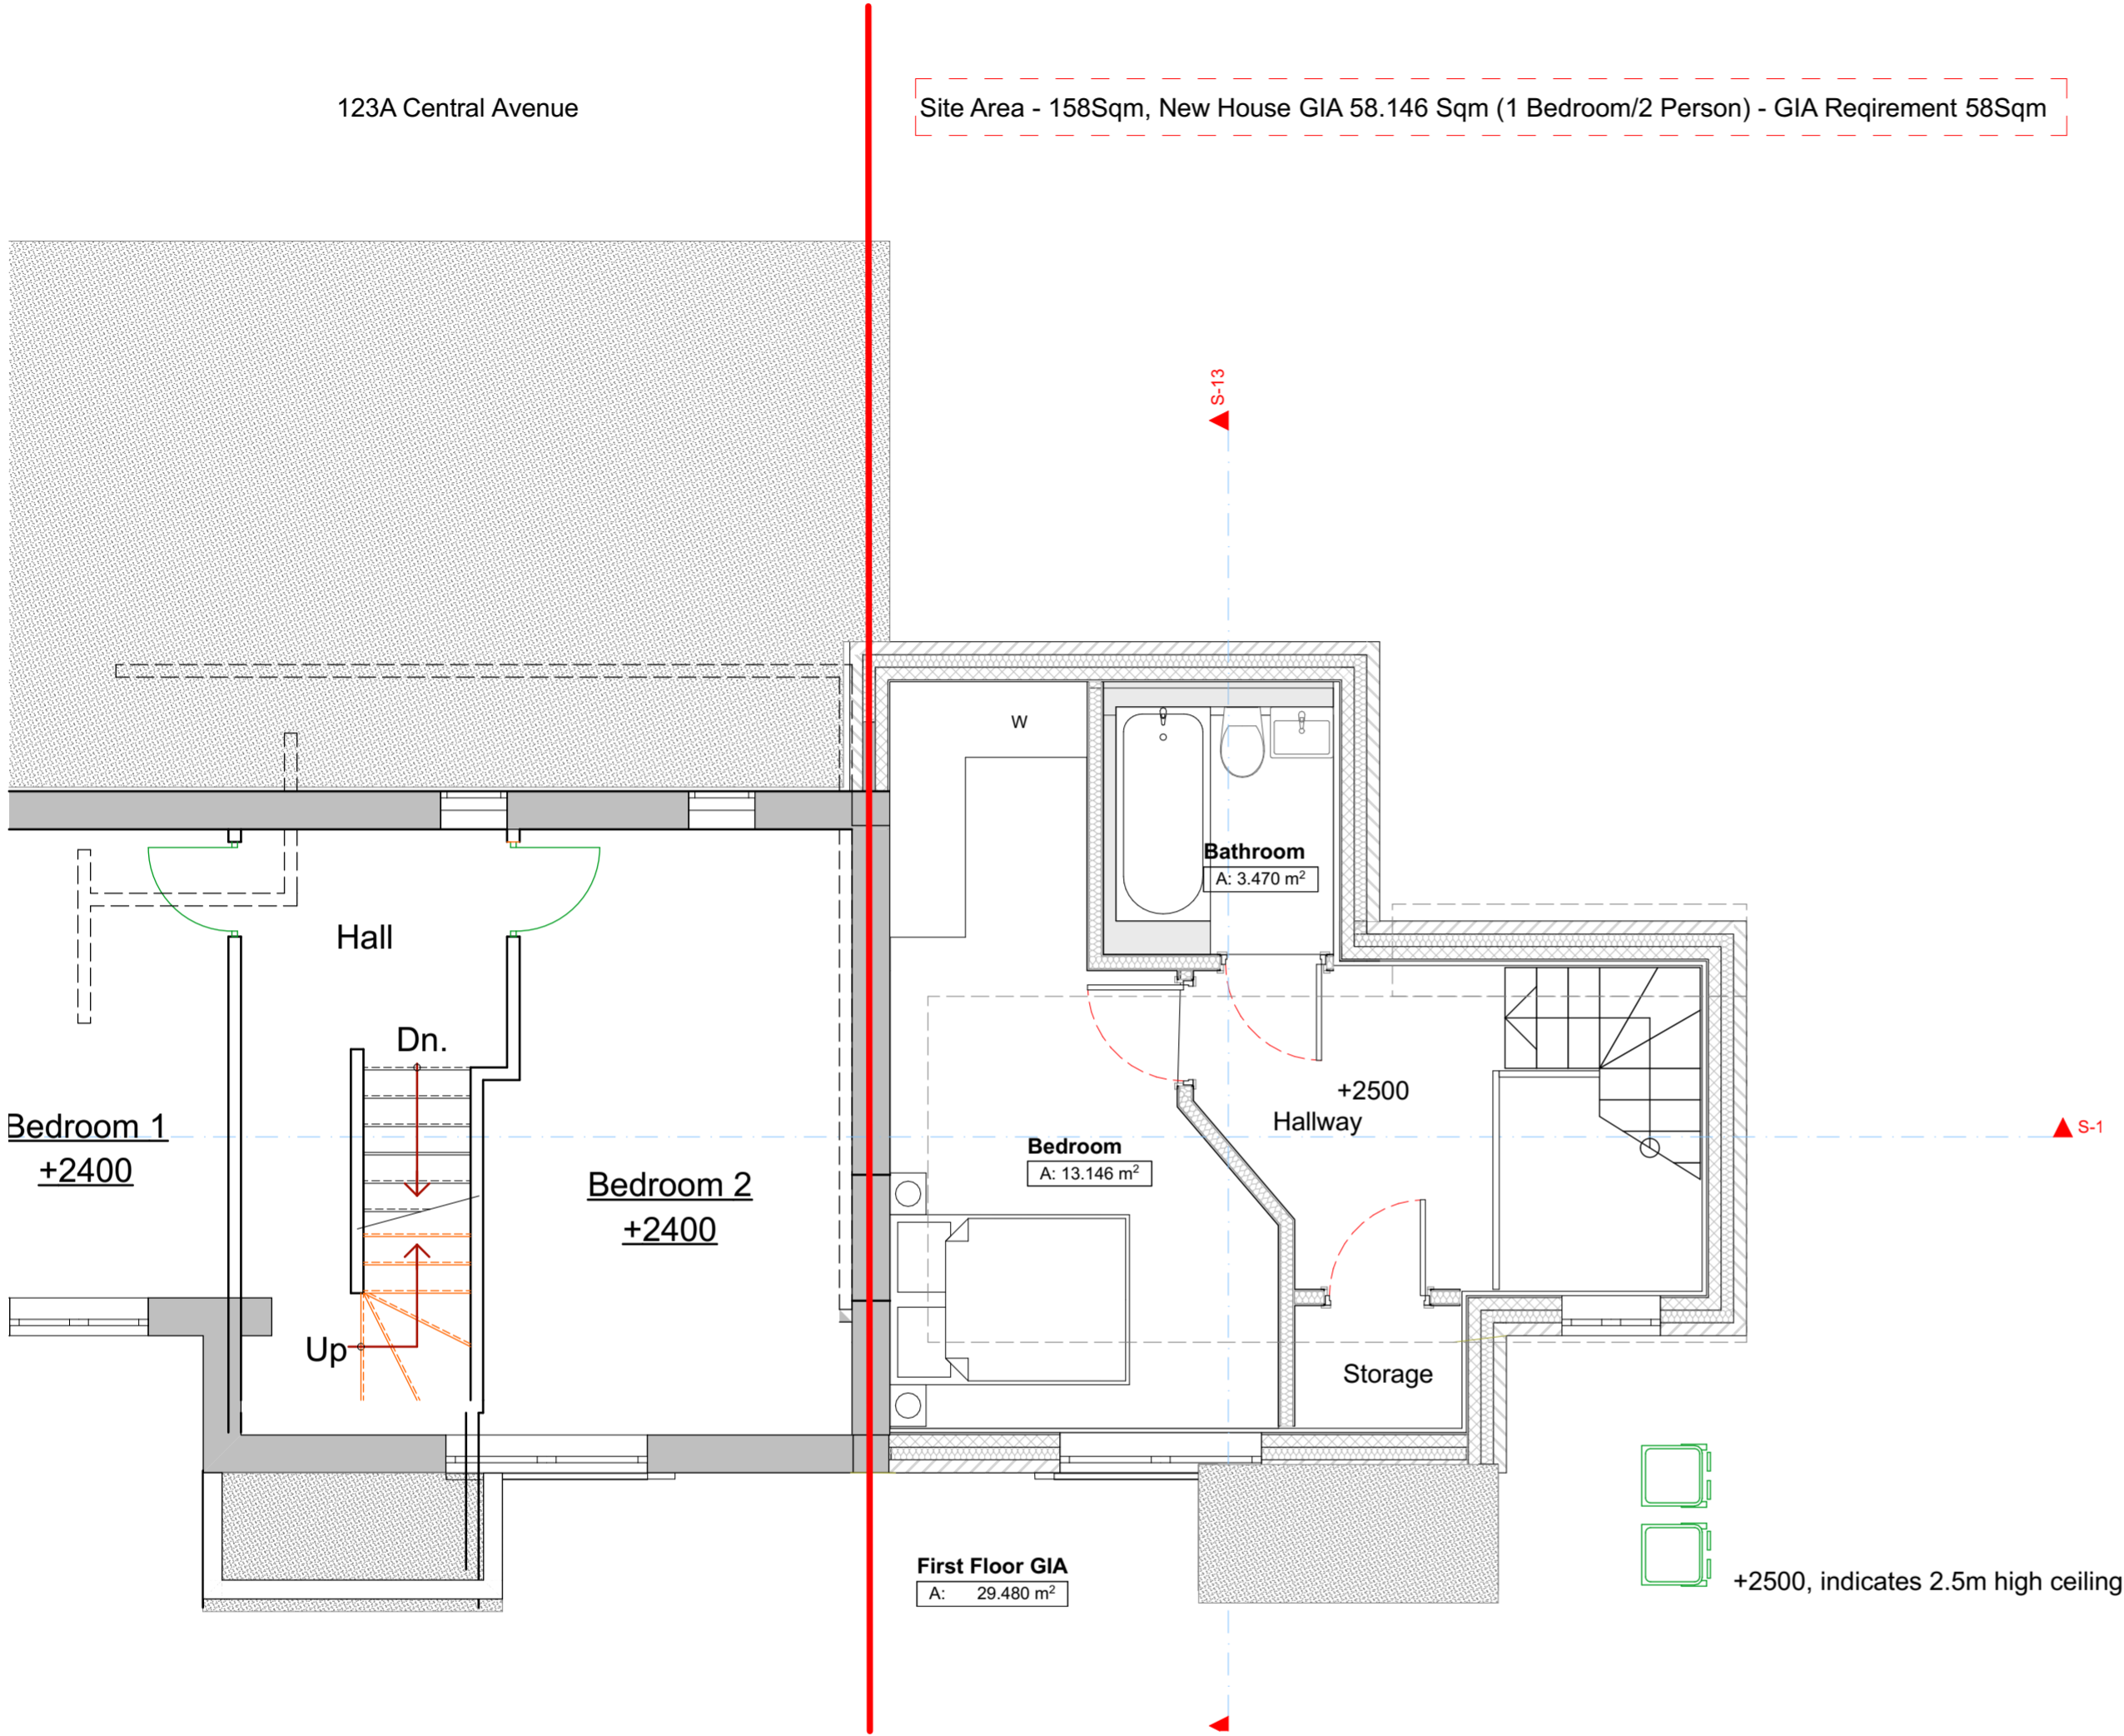 123A Central Avenue
Site Area - 158Sqm, New House GIA 58.146 Sqm (1 Bedroom/2 Person) - GIA Reqirement 58Sqm
S-13
W
Bathroom
A: 3.470 m²
Hall
Dn.
+2500
Hallway
Bedroom 1
+2400
Bedroom 2
+2400
Bedroom
A: 13.146 m²
S-1
Up
Storage
First Floor GIA
A: 29.480 m²
+2500, indicates 2.5m high ceiling